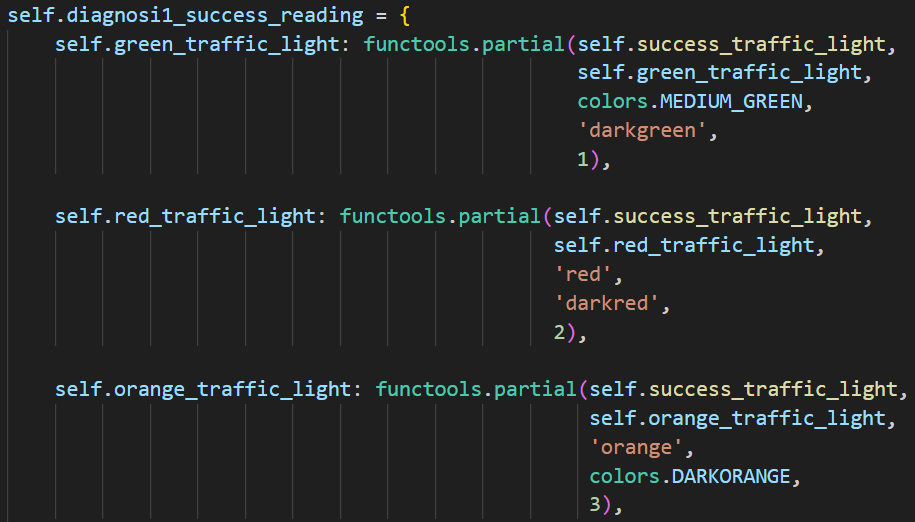 self.diagnosi1_success_reading = {
    self.green_traffic_light: functools.partial(self.success_traffic_light,
                                                self.green_traffic_light,
                                                colors.MEDIUM_GREEN,
                                                'darkgreen',
                                                1),
    self.red_traffic_light: functools.partial(self.success_traffic_light,
                                              self.red_traffic_light,
                                              'red',
                                              'darkred',
                                              2),
    self.orange_traffic_light: functools.partial(self.success_traffic_light,
                                                 self.orange_traffic_light,
                                                 'orange',
                                                 colors.DARKORANGE,
                                                 3),